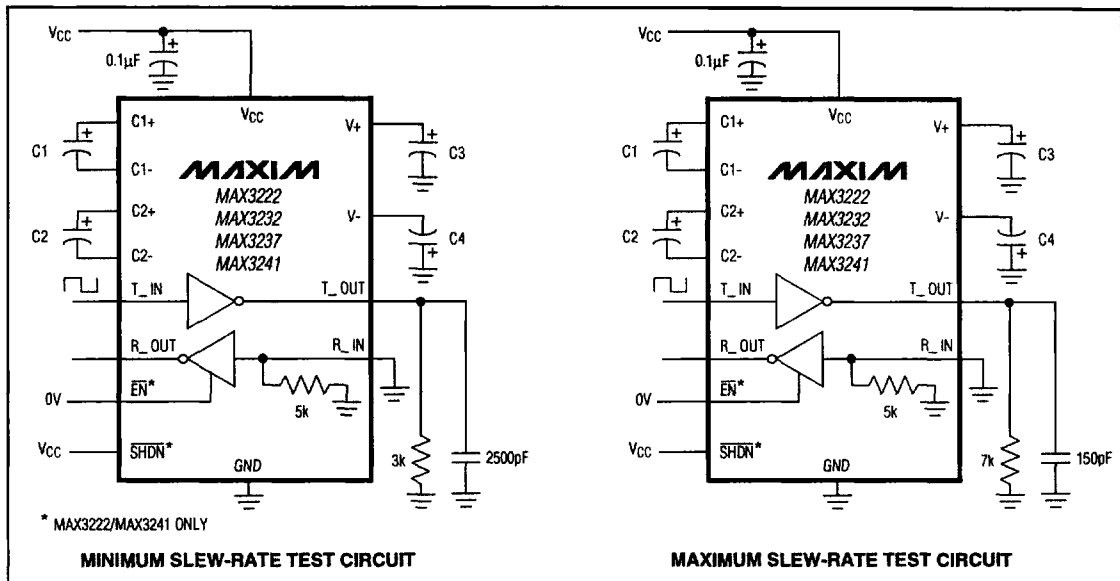 VCC
0.1µF
+
VCC
C1+
+
C1
C1-
V+
+
C3
MAXIM
MAX3222
MAX3232
MAX3237
MAX3241
C2+
+
C2
C2-
V-
C4
+
T_IN
T_OUT
R_OUT
R_IN
5k
0V
EN*
VCC
SHDN*
GND
3k
2500pF
* MAX3222/MAX3241 ONLY
MINIMUM SLEW-RATE TEST CIRCUIT
VCC
0.1µF
+
VCC
C1+
+
C1
C1-
V+
+
C3
MAXIM
MAX3222
MAX3232
MAX3237
MAX3241
C2+
+
C2
C2-
V-
C4
+
T_IN
T_OUT
R_OUT
R_IN
5k
0V
EN*
VCC
SHDN*
GND
7k
150pF
MAXIMUM SLEW-RATE TEST CIRCUIT